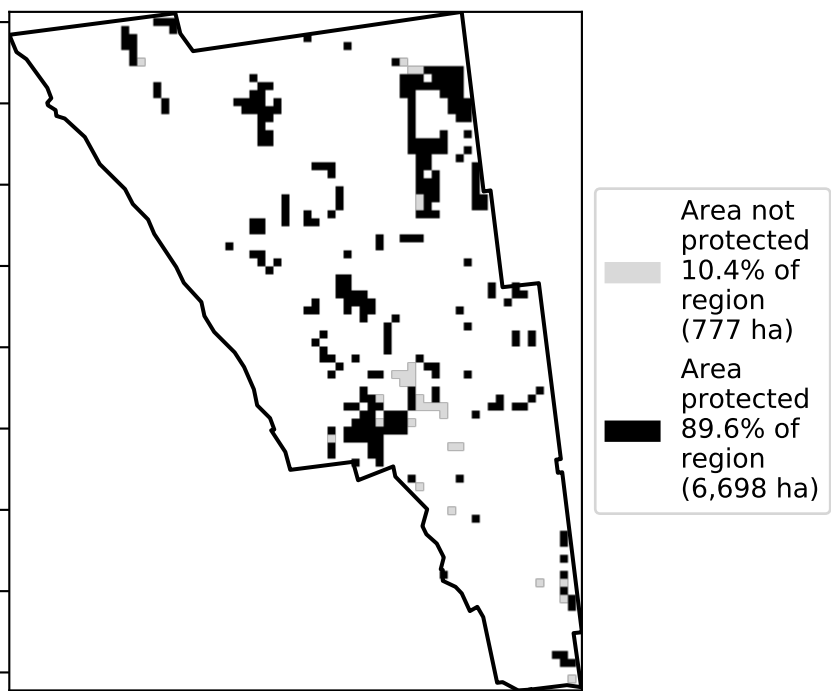 Area not
protected
10.4% of
region
(777 ha)
Area
protected
89.6% of
region
(6,698 ha)